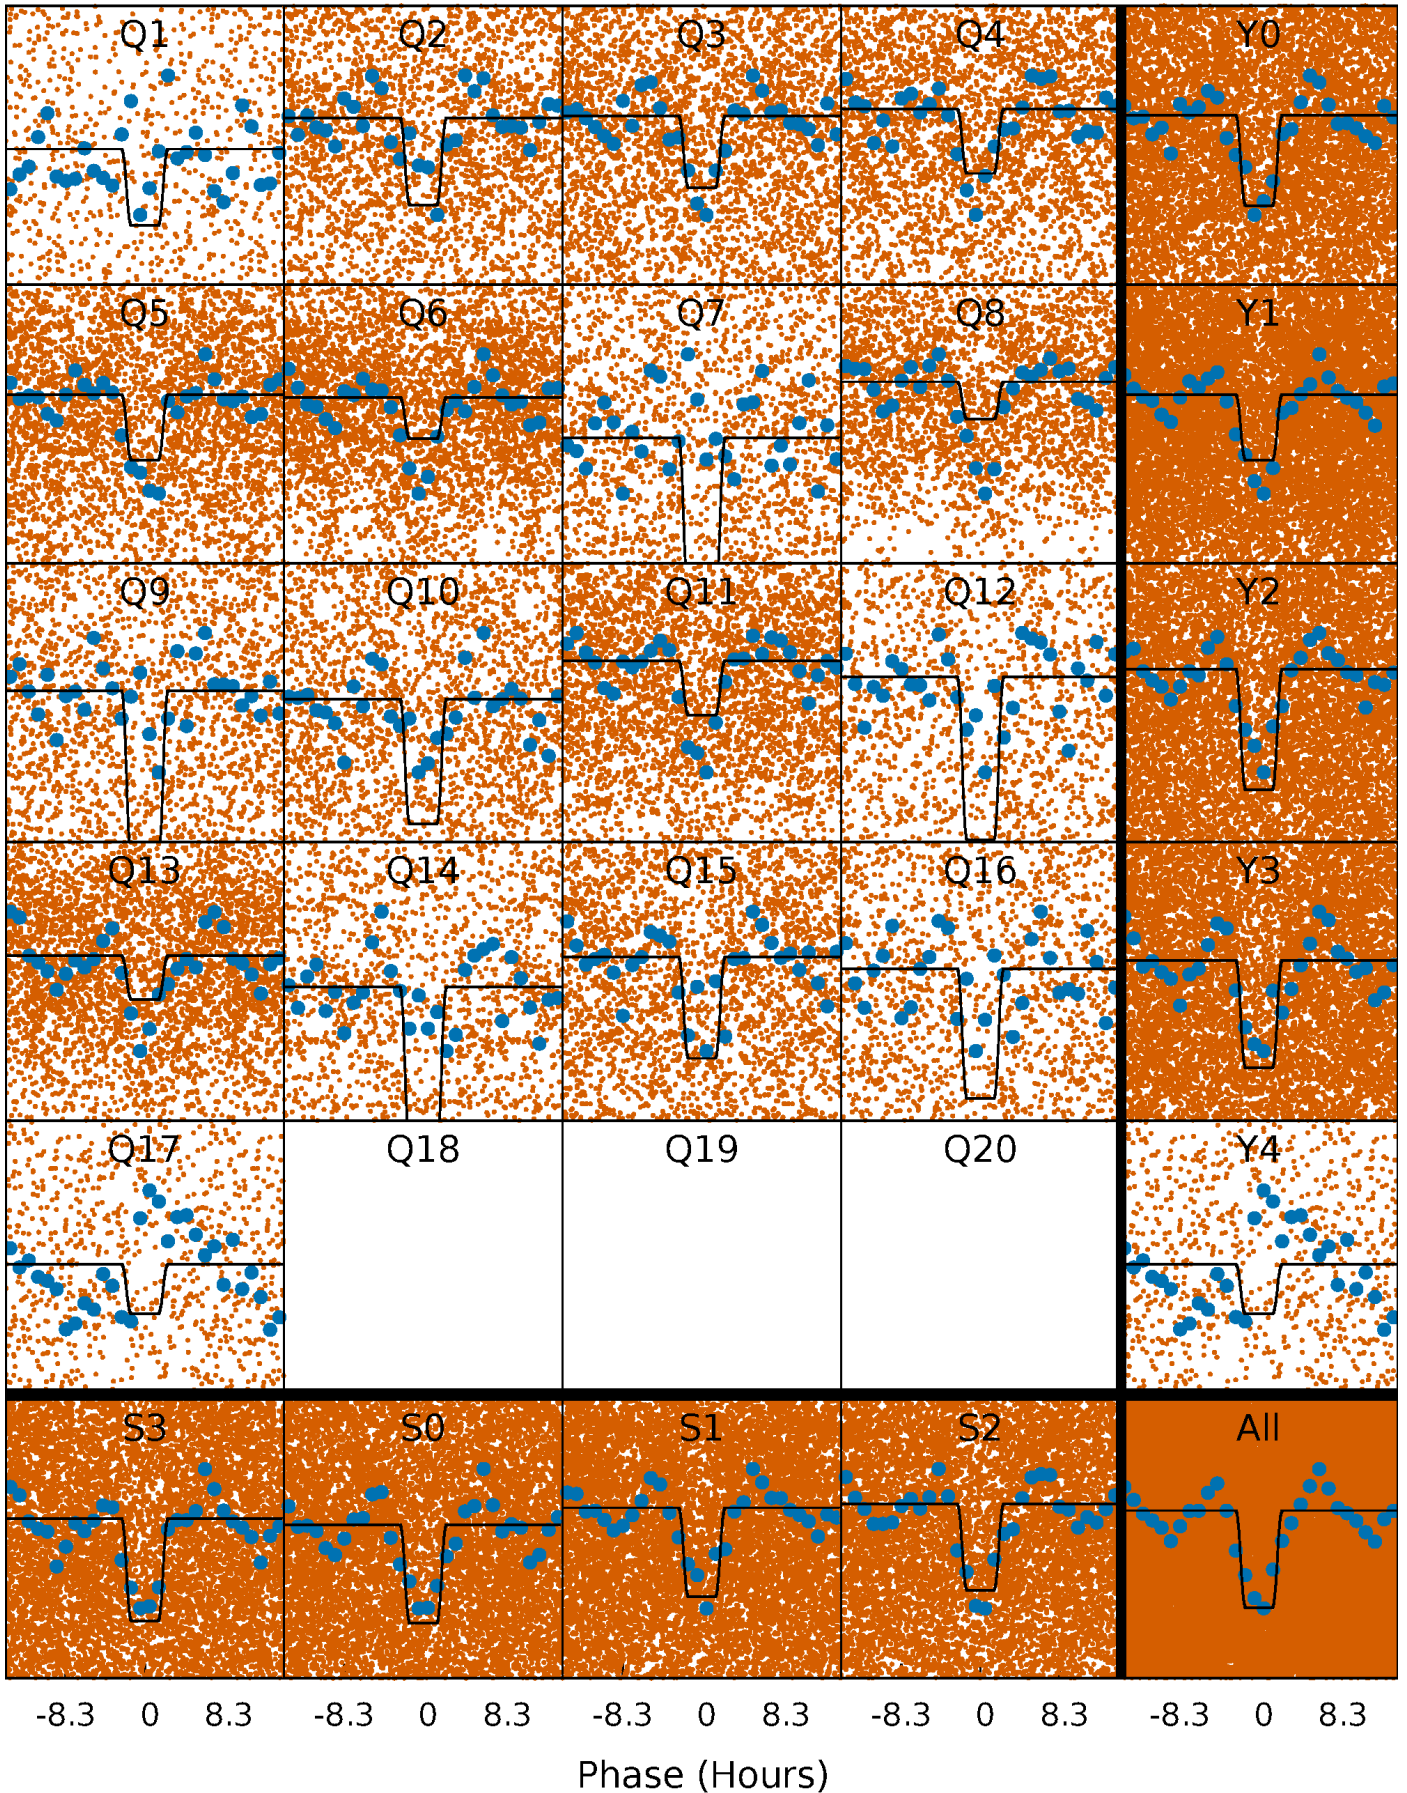 Q1 Q2 Q3 Q4 Y0
Q5 Q6 Q7 Q8 Y1
Q9 Q10 Q11 Q12 Y2
Q13 Q14 Q15 Q16 Y3
Q17 Q18 Q19 Q20 Y4
S3 S0 S1 S2 All
-8.3 0 8.3 -8.3 0 8.3 -8.3 0 8.3 -8.3 0 8.3 -8.3 0 8.3
Phase (Hours)